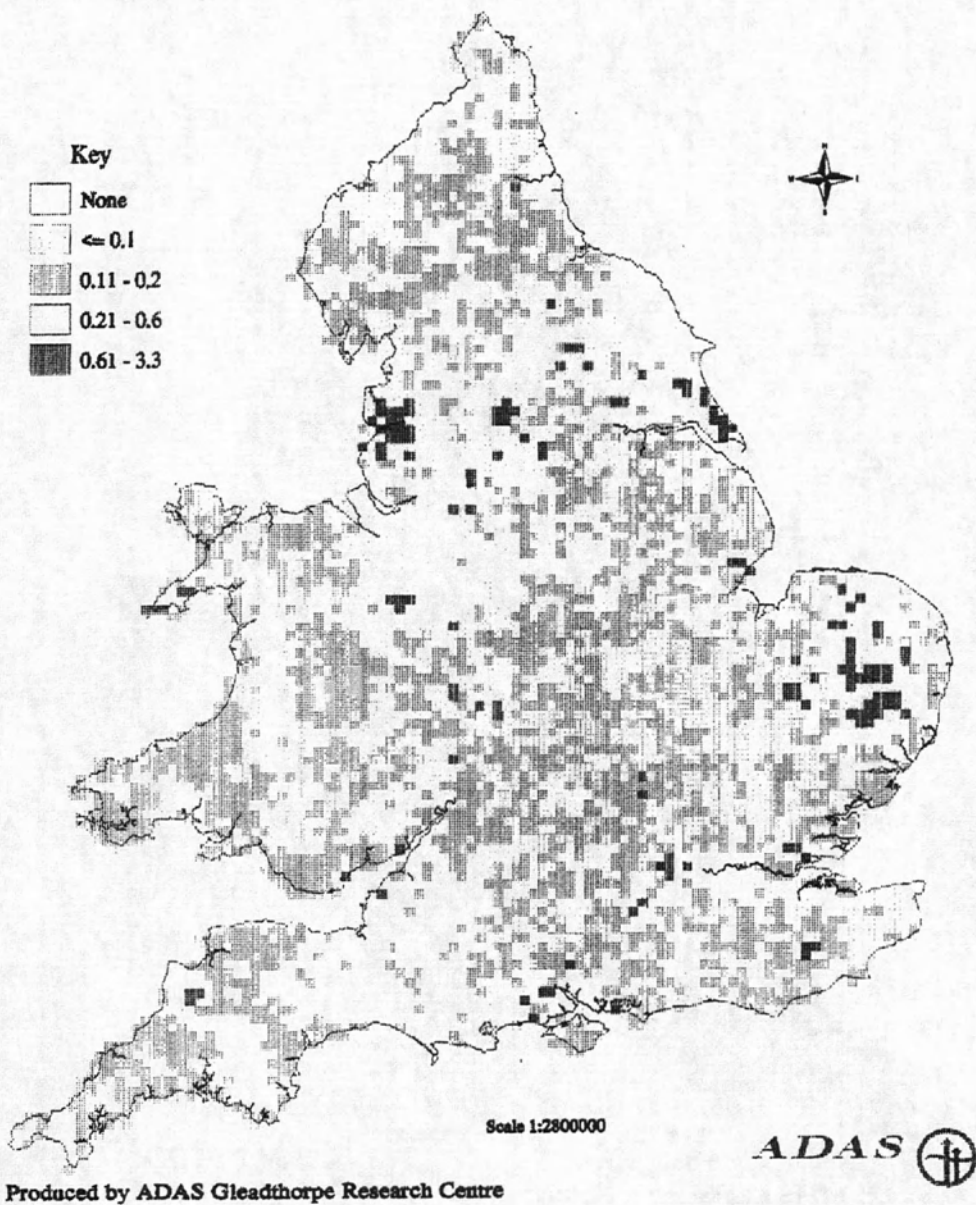 Key
None
<= 0.1
0.11 - 0.2
0.21 - 0.6
0.61 - 3.3
N
W E
S
Scale 1:2800000
ADAS
Produced by ADAS Gleadthorpe Research Centre